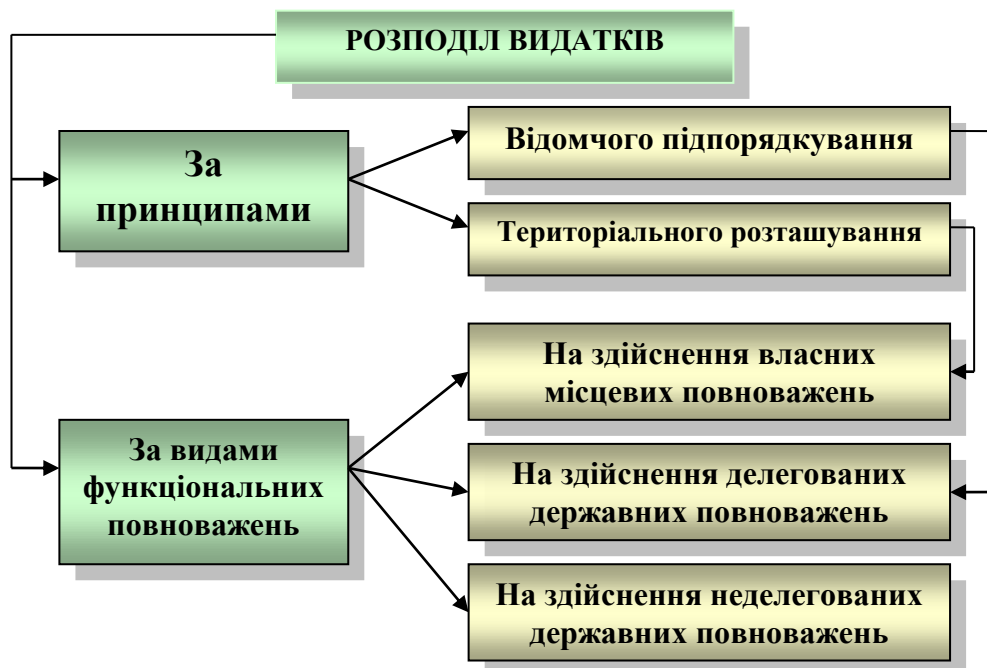 РОЗПОДІЛ ВИДАТКІВ
За
принципами
Відомчого підпорядкування
Територіального розташування
За видами
функціональних
повноважень
На здійснення власних
місцевих повноважень
На здійснення делегованих
державних повноважень
На здійснення неделегованих
державних повноважень